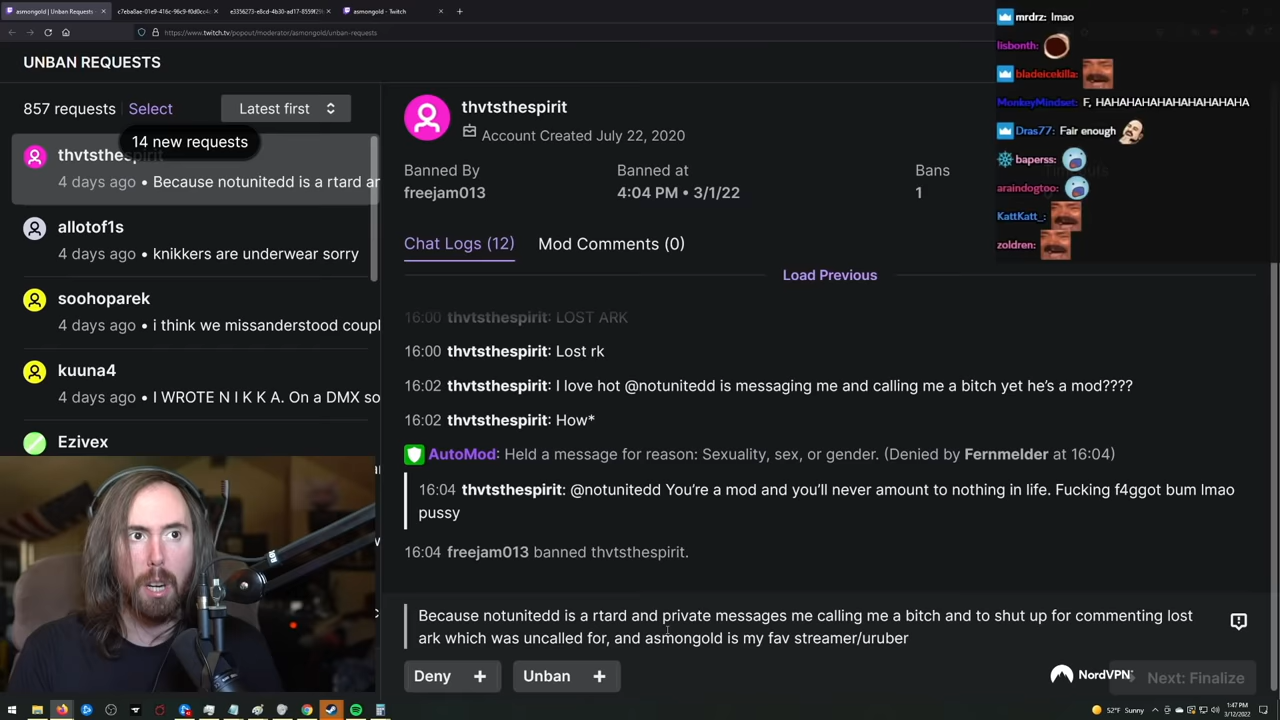 asmongold | Unban Requests
c7eba8ae-01e9-416c-96c9-f0d0cc4
e3356273-e8cd-4b30-ad17-8559f29
asmongold - Twitch
https://www.twitch.tv/popout/moderator/asmongold/unban-requests
UNBAN REQUESTS
857 requests Select Latest first
14 new requests
thvtsthespirit
4 days ago • Because notunitedd is a rtard ar
allotof1s
4 days ago • knikkers are underwear sorry
soohoparek
4 days ago • i think we missanderstood coupl
kuuna4
4 days ago • I WROTE N I K K A. On a DMX so
Ezivex
thvtsthespirit
Account Created July 22, 2020
Banned By Banned at Bans
freejam013 4:04 PM • 3/1/22 1
Chat Logs (12) Mod Comments (0)
Load Previous
16:00 thvtsthespirit: LOST ARK
16:00 thvtsthespirit: Lost rk
16:02 thvtsthespirit: I love hot @notunitedd is messaging me and calling me a bitch yet he's a mod????
16:02 thvtsthespirit: How*
AutoMod: Held a message for reason: Sexuality, sex, or gender. (Denied by Fernmelder at 16:04)
16:04 thvtsthespirit: @notunitedd You're a mod and you'll never amount to nothing in life. Fucking f4ggot bum lmao
pussy
16:04 freejam013 banned thvtsthespirit.
Because notunitedd is a rtard and private messages me calling me a bitch and to shut up for commenting lost
ark which was uncalled for, and asmongold is my fav streamer/uruber
Deny + Unban +
NordVPN
Next: Finalize
mrdrz: lmao
lisbonth:
bladeicekilla:
MonkeyMindset: F, HAHAHAHAHAHAHAHAHA
Dras77: Fair enough
baperss:
araindogtoo:
KattKatt_:
zoldren:
52°F Sunny
1:47 PM
3/12/2022